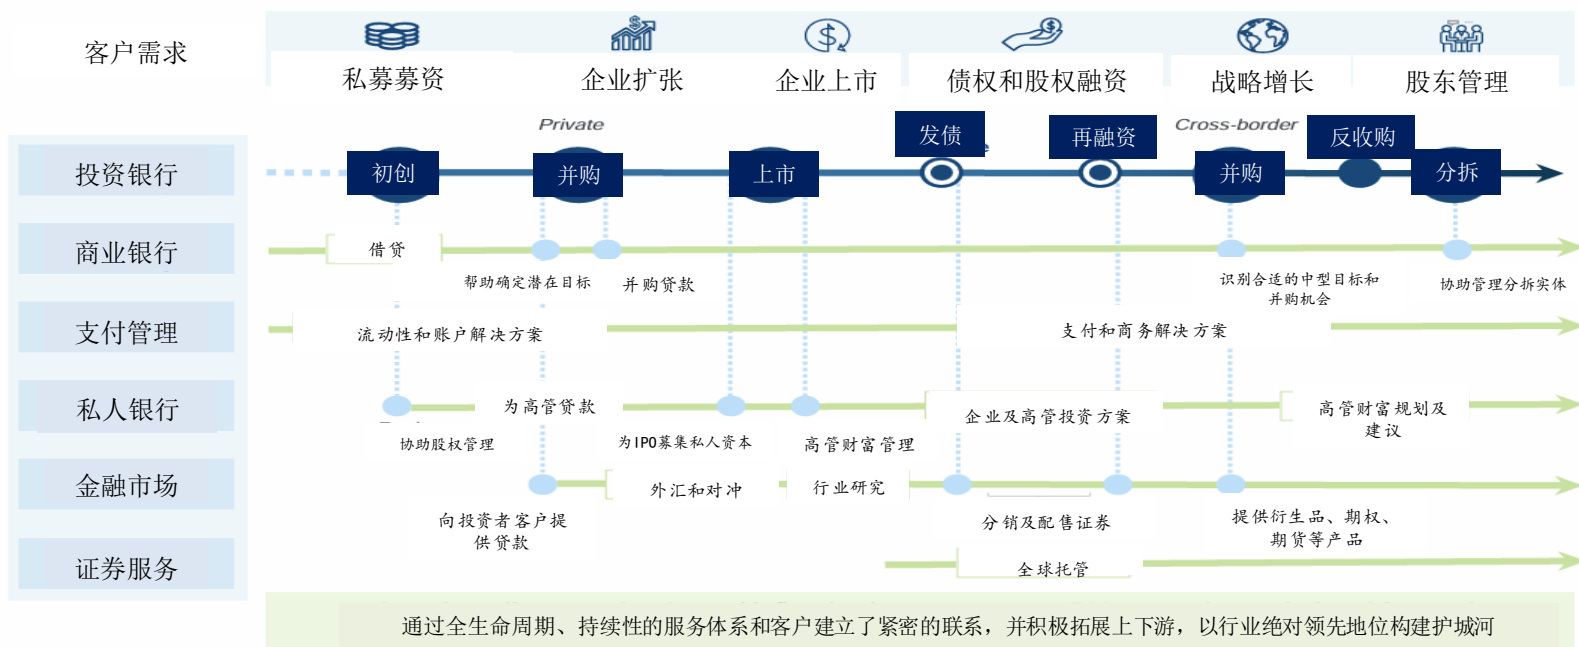 客户需求
私募募资
企业扩张
企业上市
债权和股权融资
战略增长
股东管理
Private
Cross-border
投资银行
初创
并购
上市
发债
再融资
并购
反收购
分拆
商业银行
借贷
帮助确定潜在目标
并购贷款
识别合适的中型目标和
并购机会
协助管理分拆实体
支付管理
流动性和账户解决方案
支付和商务解决方案
私人银行
为高管贷款
企业及高管投资方案
高管财富规划及
建议
协助股权管理
为IPO募集私人资本
高管财富管理
金融市场
外汇和对冲
行业研究
向投资者客户提
供贷款
分销及配售证券
提供衍生品、期权、
期货等产品
证券服务
全球托管
通过全生命周期、持续性的服务体系和客户建立了紧密的联系，并积极拓展上下游，以行业绝对领先地位构建护城河